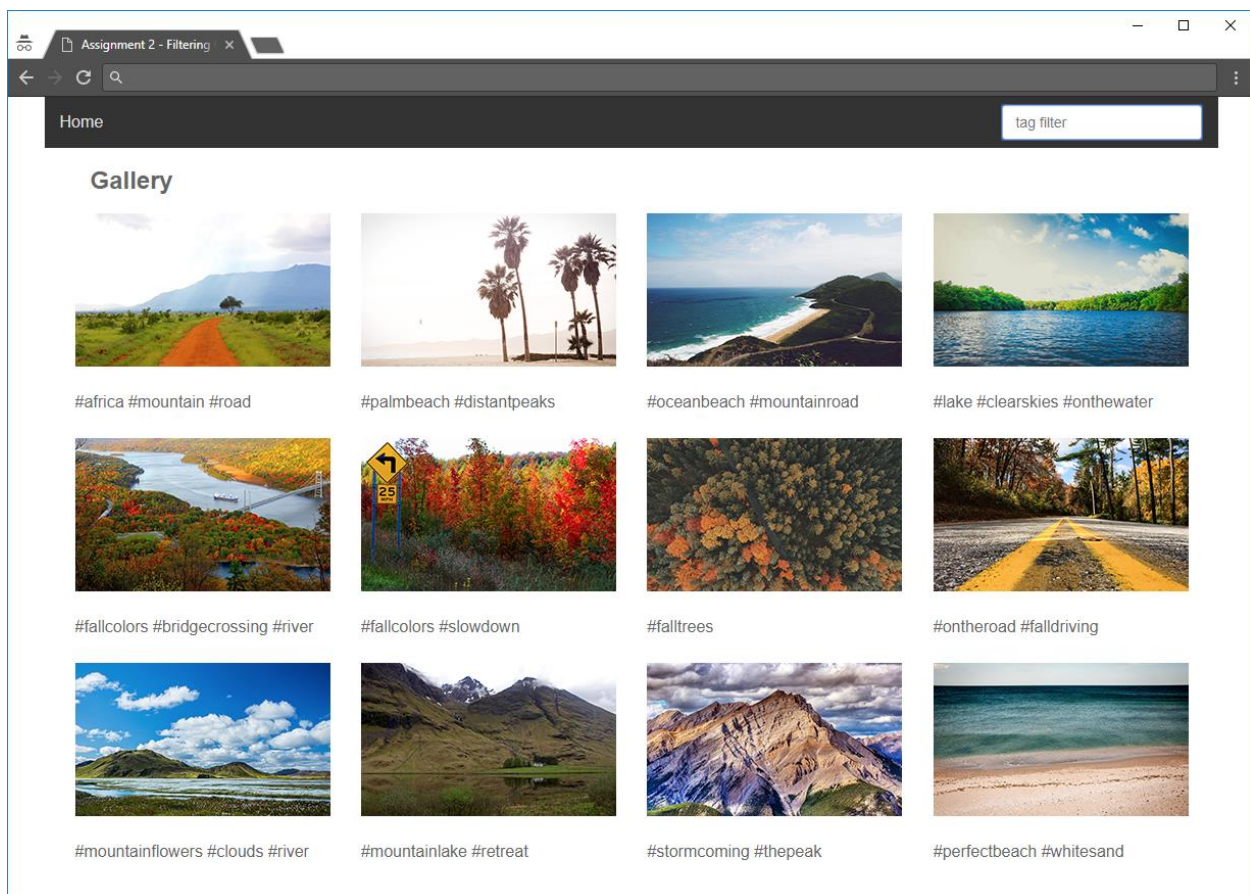 Assignment 2 - Filtering
Home
tag filter
Gallery
#africa #mountain #road
#palmbeach #distantpeaks
#oceanbeach #mountainroad
#lake #clearskies #onthewater
25
MPH
#fallcolors #bridgecrossing #river
#fallcolors #slowdown
#falltrees
#ontheroad #falldriving
#mountainflowers #clouds #river
#mountainlake #retreat
#stormcoming #thepeak
#perfectbeach #whitesand